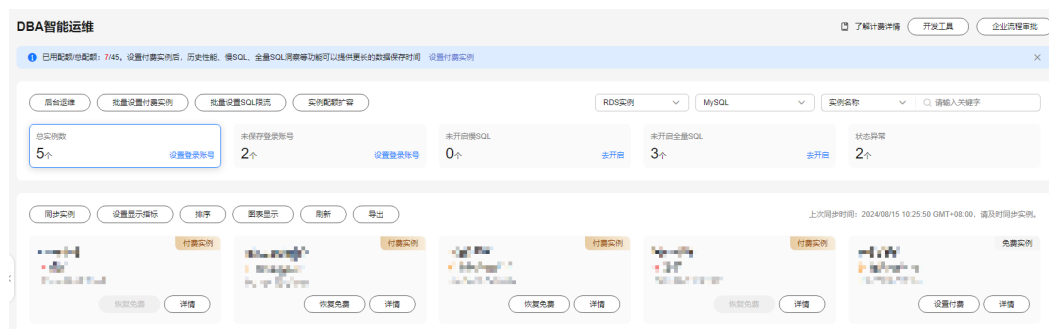 DBA智能运维
了解计费详情 开发工具 企业流程审批
已用配额/总配额：7/45。设置付费实例后，历史性能、慢SQL、全量SQL洞察等功能可以提供更长的数据保存时间 设置付费实例
后台运维 批量设置付费实例 批量设置SQL限流 实例配额扩容 RDS实例 MySQL 实例名称 请输入关键字
总实例数 未保存登录账号 未开启慢SQL 未开启全量SQL 状态异常
5个 设置登录账号 2个 设置登录账号 0个 去开启 3个 去开启 2个
同步实例 设置显示指标 排序 图表显示 刷新 导出 上次同步时间：2024/08/15 10:25:50 GMT+08:00，请及时同步实例。
付费实例 付费实例 付费实例 付费实例 免费实例
恢复免费 详情 恢复免费 详情 恢复免费 详情 恢复免费 详情 设置付费 详情